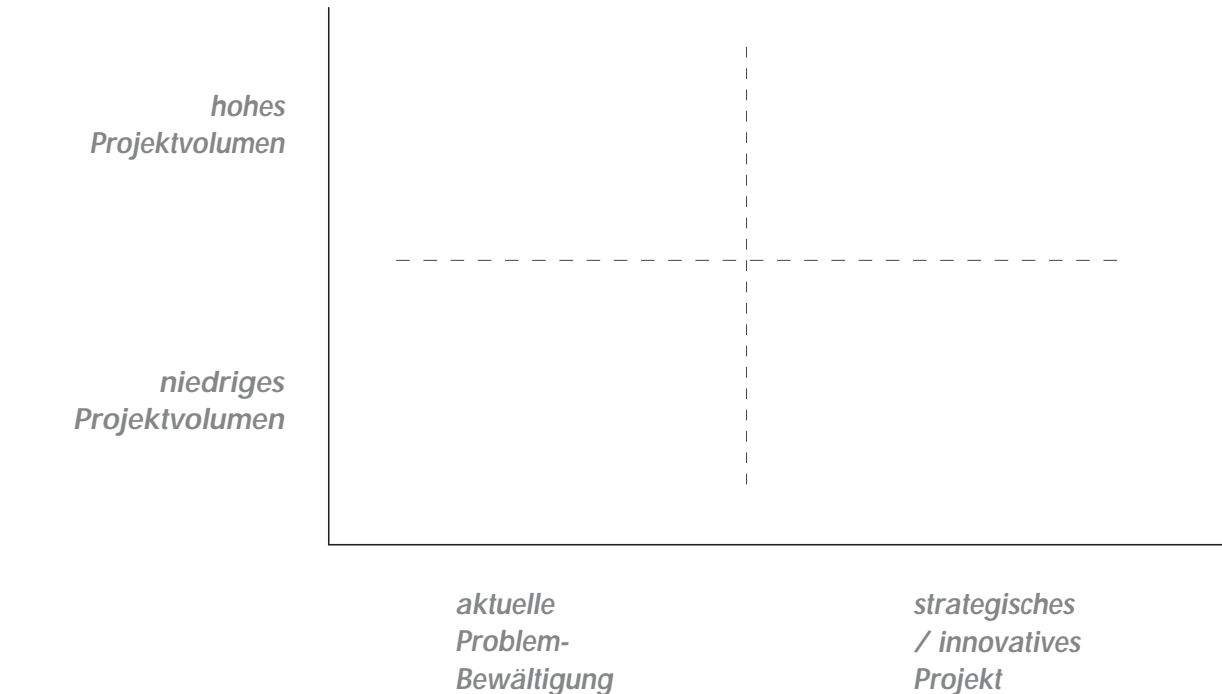 hohes
Projektvolumen
niedriges
Projektvolumen
aktuelle
Problem-
Bewältigung
strategisches
/ innovatives
Projekt